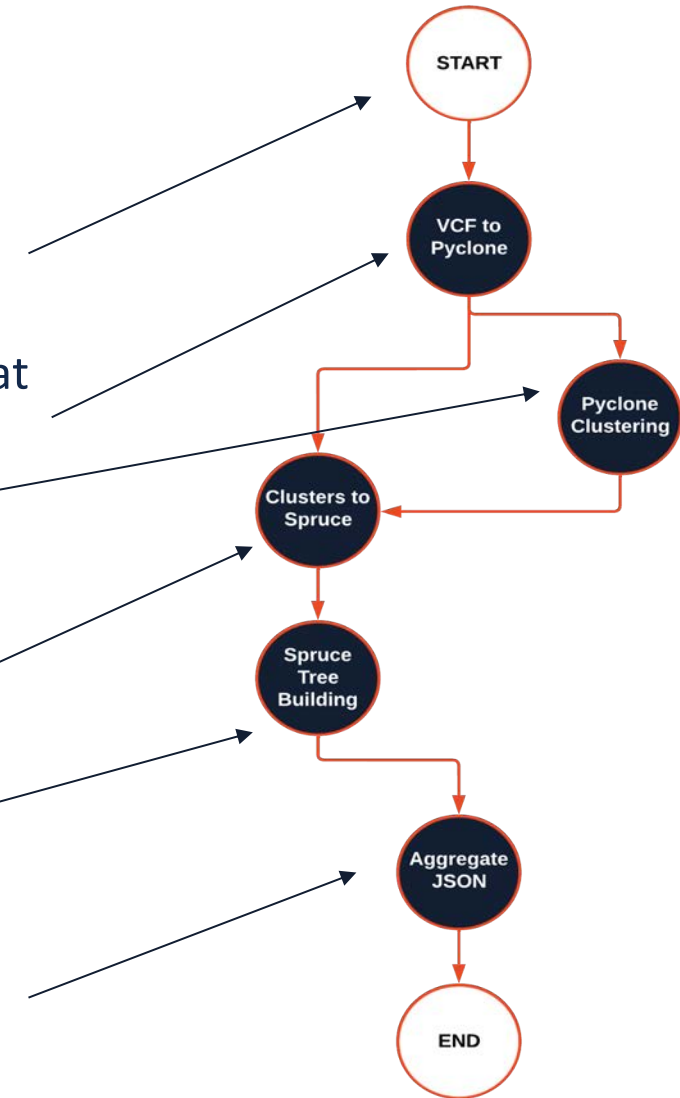 START
VCF to
Pyclone
at
Pyclone
Clustering
Clusters to
Spruce
Spruce
Tree
Building
Aggregate
JSON
END